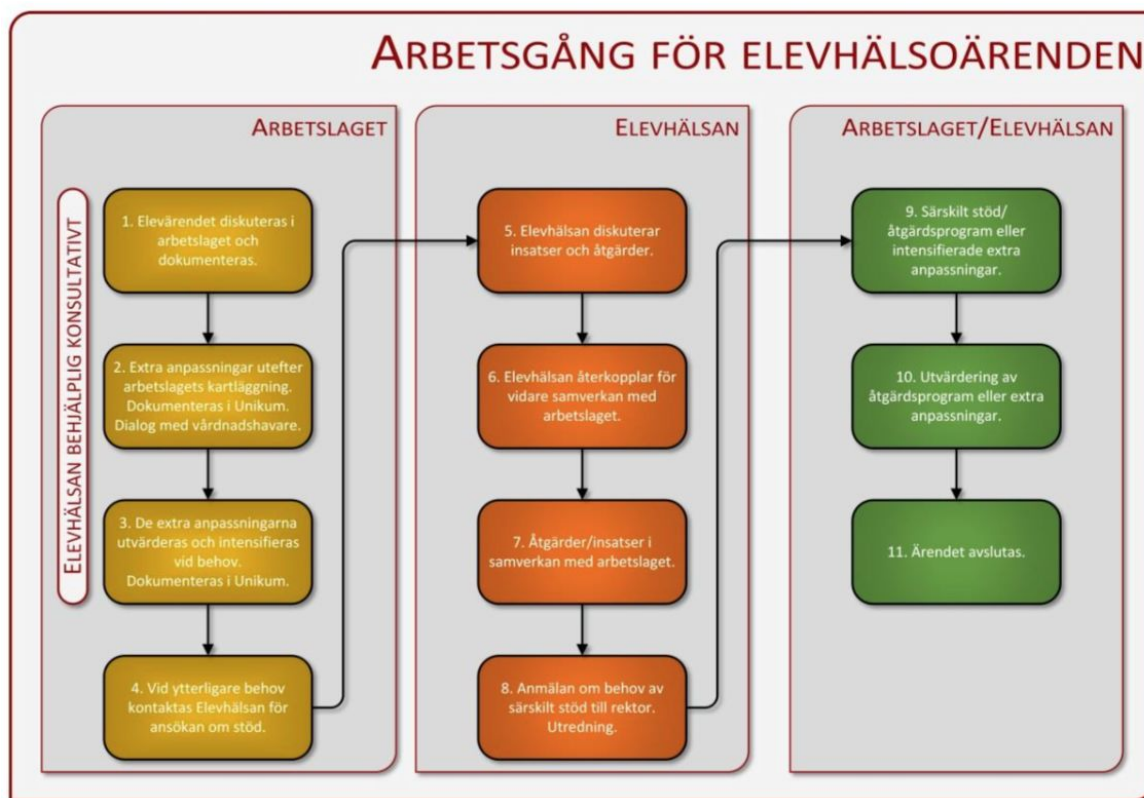 ARBETSGÅNG FÖR ELEVHÄLSOÄRENDEN
ARBETSLAGET
ELEVHÄLSAN BEHJÄLPLIG KONSULTATIVT
1. Elevärendet diskuteras i
arbetslaget och
dokumenteras.
2. Extra anpassningar utefter
arbetslagets kartläggning.
Dokumenteras i Unikum.
Dialog med vårdnadshavare.
3. De extra anpassningarna
utvärderas och intensifieras
vid behov.
Dokumenteras i Unikum.
4. Vid ytterligare behov
kontaktas Elevhälsan för
ansökan om stöd.
ELEVHÄLSAN
5. Elevhälsan diskuterar
insatser och åtgärder.
6. Elevhälsan återkopplar för
vidare samverkan med
arbetslaget.
7. Åtgärder/insatser i
samverkan med arbetslaget.
8. Anmälan om behov av
särskilt stöd till rektor.
Utredning.
ARBETSLAGET/ELEVHÄLSAN
9. Särskilt stöd/
åtgärdsprogram eller
intensifierade extra
anpassningar.
10. Utvärdering av
åtgärdsprogram eller extra
anpassningar.
11. Ärendet avslutas.